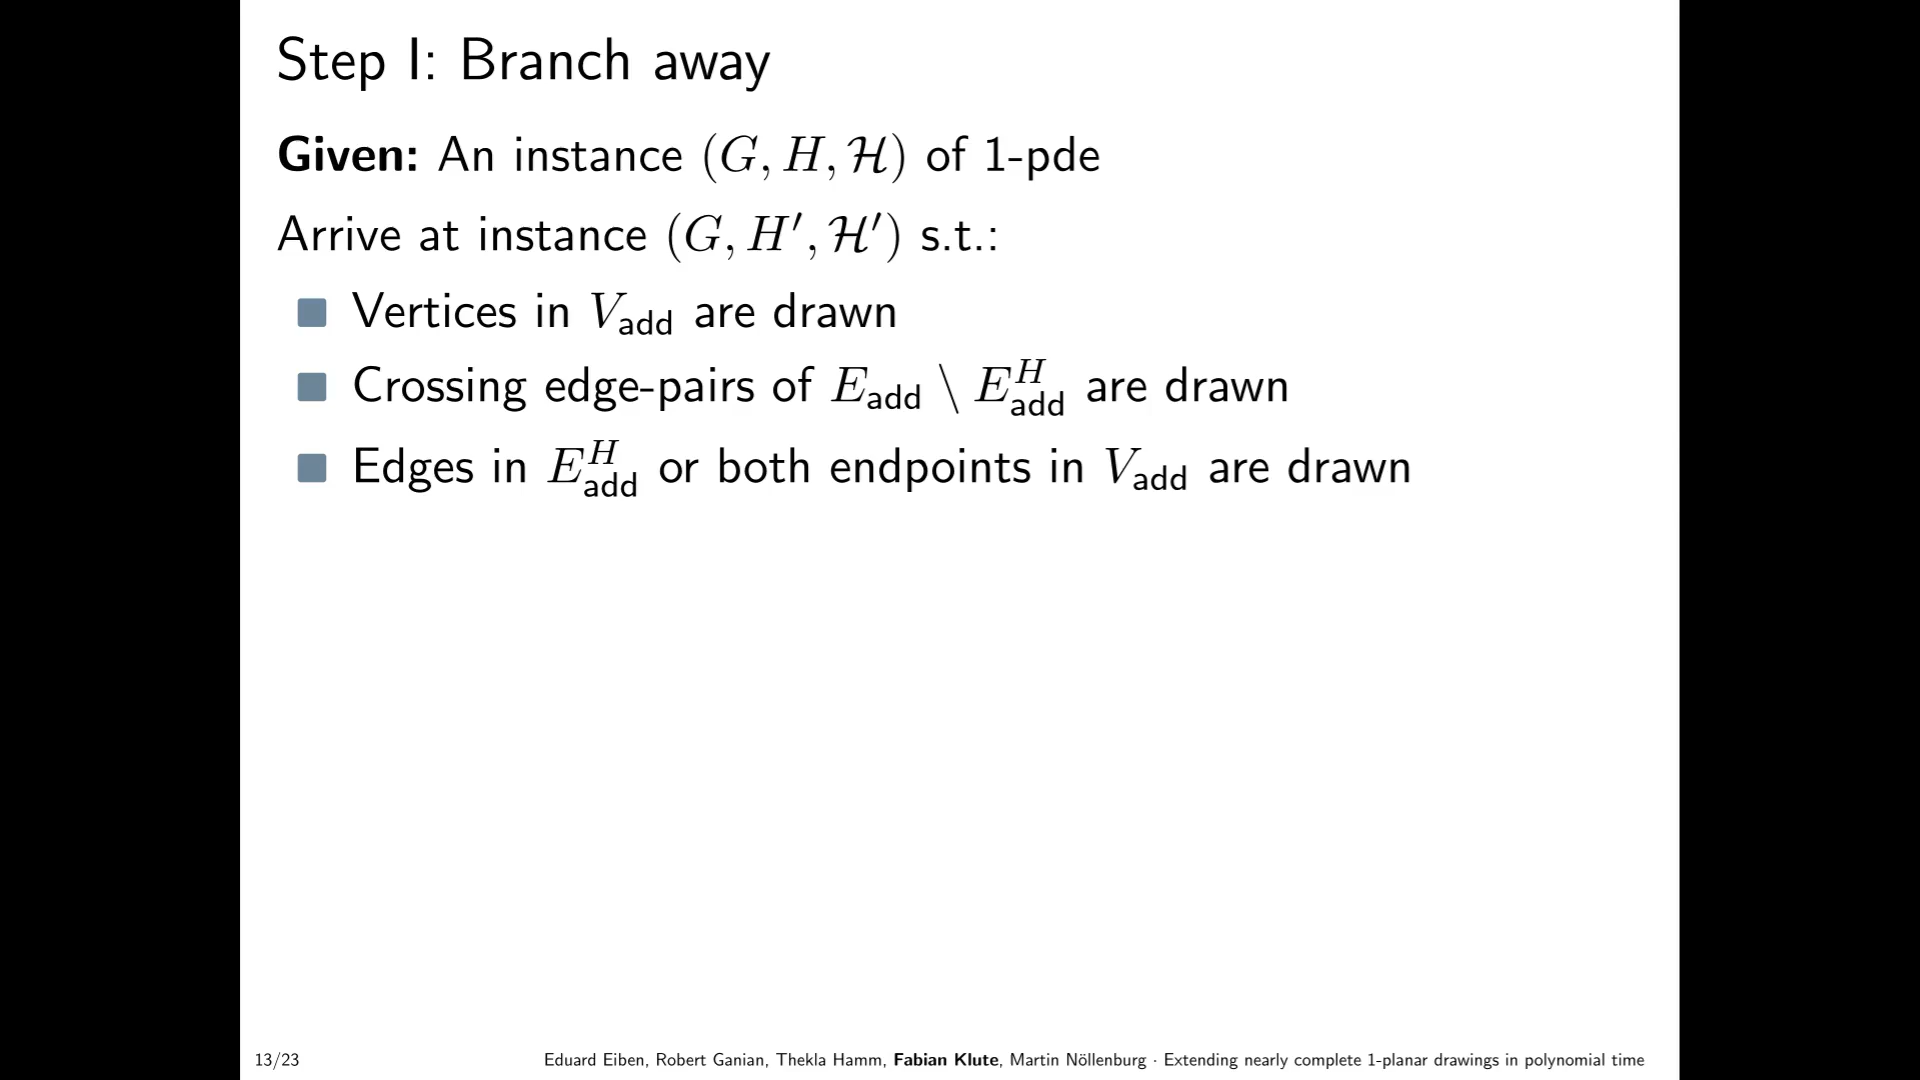 Step I: Branch away
Given: An instance (G, H, ℋ) of 1-pde
Arrive at instance (G, H′, ℋ′) s.t.:
Vertices in V_add are drawn
Crossing edge-pairs of E_add \ E^H_add are drawn
Edges in E^H_add or both endpoints in V_add are drawn
13/23 Eduard Eiben, Robert Ganian, Thekla Hamm, Fabian Klute, Martin Nöllenburg · Extending nearly complete 1-planar drawings in polynomial time